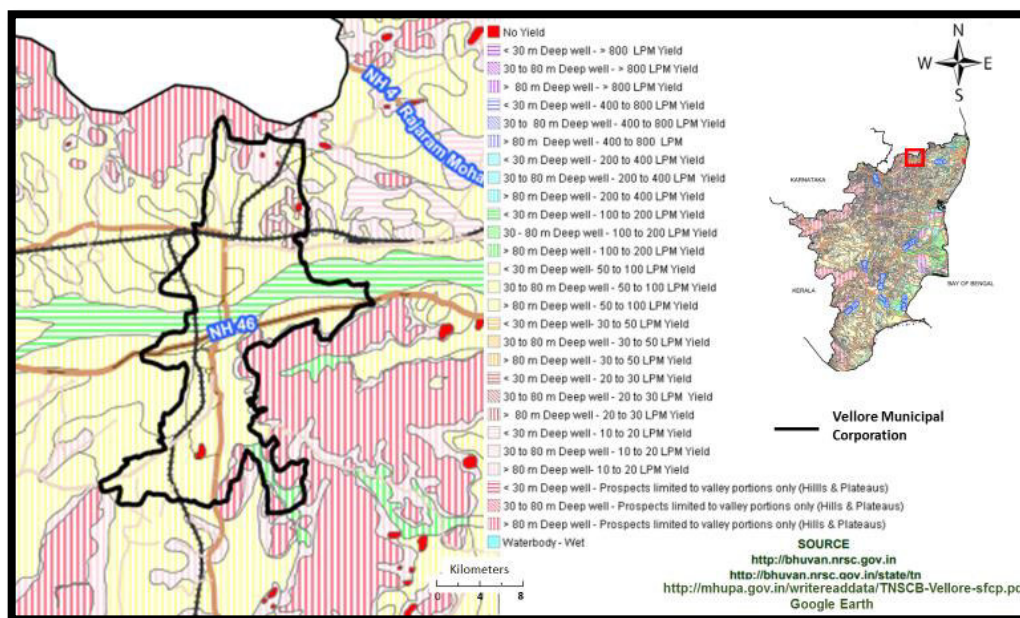 NH 4 Rajaram Moha
NH 46
Kilometers
4 8
No Yield
< 30 m Deep well - > 800 LPM Yield
30 to 80 m Deep well - > 800 LPM Yield
> 80 m Deep well - > 800 LPM Yield
< 30 m Deep well - 400 to 800 LPM Yield
30 to 80 m Deep well - 400 to 800 LPM Yield
> 80 m Deep well - 400 to 800 LPM
< 30 m Deep well - 200 to 400 LPM Yield
30 to 80 m Deep well - 200 to 400 LPM Yield
> 80 m Deep well - 200 to 400 LPM Yield
< 30 m Deep well - 100 to 200 LPM Yield
30 - 80 m Deep well - 100 to 200 LPM Yield
> 80 m Deep well - 100 to 200 LPM Yield
< 30 m Deep well- 50 to 100 LPM Yield
30 to 80 m Deep well - 50 to 100 LPM Yield
> 80 m Deep well - 50 to 100 LPM Yield
< 30 m Deep well- 30 to 50 LPM Yield
30 to 80 m Deep well - 30 to 50 LPM Yield
> 80 m Deep well - 30 to 50 LPM Yield
< 30 m Deep well - 20 to 30 LPM Yield
30 to 80 m Deep well - 20 to 30 LPM Yield
> 80 m Deep well - 20 to 30 LPM Yield
< 30 m Deep well - 10 to 20 LPM Yield
30 to 80 m Deep well - 10 to 20 LPM Yield
> 80 m Deep well- 10 to 20 LPM Yield
< 30 m Deep well - Prospects limited to valley portions only (Hillls & Plateaus)
30 to 80 m Deep well - Prospects limited to valley portions only (Hills & Plateaus)
> 80 m Deep well - Prospects limited to valley portions only (Hills & Plateaus)
Waterbody - Wet
N
W E
S
KARNATAKA
KERALA
BAY OF BENGAL
Vellore Municipal
Corporation
SOURCE
http://bhuvan.nrsc.gov.in
http://bhuvan.nrsc.gov.in/state/tn
http://mhupa.gov.in/writereaddata/TNSCB-Vellore-sfcp.pd
Google Earth